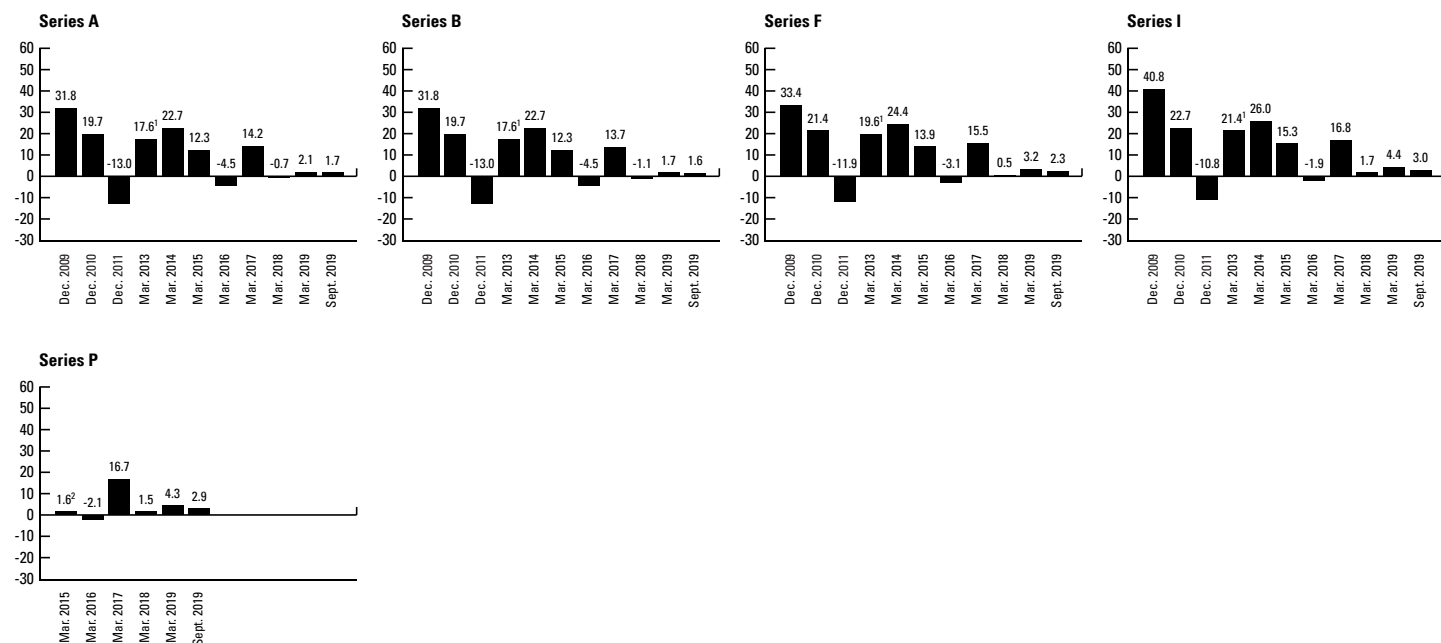 Series A
60
50
40
30
20
10
0
-10
-20
-30
31.8
19.7
-13.0
17.6¹
22.7
12.3
-4.5
14.2
-0.7
2.1
1.7
Dec. 2009
Dec. 2010
Dec. 2011
Mar. 2013
Mar. 2014
Mar. 2015
Mar. 2016
Mar. 2017
Mar. 2018
Mar. 2019
Sept. 2019
Series B
60
50
40
30
20
10
0
-10
-20
-30
31.8
19.7
-13.0
17.6¹
22.7
12.3
-4.5
13.7
-1.1
1.7
1.6
Dec. 2009
Dec. 2010
Dec. 2011
Mar. 2013
Mar. 2014
Mar. 2015
Mar. 2016
Mar. 2017
Mar. 2018
Mar. 2019
Sept. 2019
Series F
60
50
40
30
20
10
0
-10
-20
-30
33.4
21.4
-11.9
19.6¹
24.4
13.9
-3.1
15.5
0.5
3.2
2.3
Dec. 2009
Dec. 2010
Dec. 2011
Mar. 2013
Mar. 2014
Mar. 2015
Mar. 2016
Mar. 2017
Mar. 2018
Mar. 2019
Sept. 2019
Series I
60
50
40
30
20
10
0
-10
-20
-30
40.8
22.7
-10.8
21.4¹
26.0
15.3
-1.9
16.8
1.7
4.4
3.0
Dec. 2009
Dec. 2010
Dec. 2011
Mar. 2013
Mar. 2014
Mar. 2015
Mar. 2016
Mar. 2017
Mar. 2018
Mar. 2019
Sept. 2019
Series P
60
50
40
30
20
10
0
-10
-20
-30
1.6²
-2.1
16.7
1.5
4.3
2.9
Mar. 2015
Mar. 2016
Mar. 2017
Mar. 2018
Mar. 2019
Sept. 2019